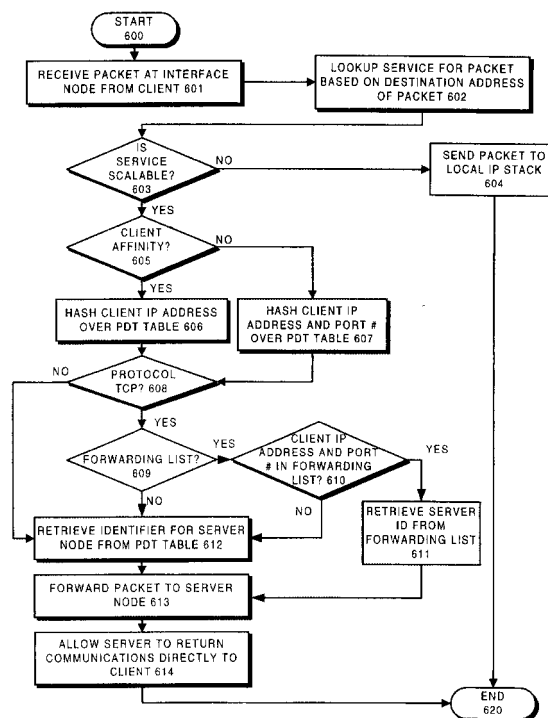 START
600
RECEIVE PACKET AT INTERFACE
NODE FROM CLIENT 601
LOOKUP SERVICE FOR PACKET
BASED ON DESTINATION ADDRESS
OF PACKET 602
IS
SERVICE
SCALABLE?
603
NO
SEND PACKET TO
LOCAL IP STACK
604
YES
CLIENT
AFFINITY?
605
NO
YES
HASH CLIENT IP ADDRESS
OVER PDT TABLE 606
HASH CLIENT IP
ADDRESS AND PORT #
OVER PDT TABLE 607
NO
PROTOCOL
TCP? 608
YES
FORWARDING LIST?
609
YES
CLIENT IP
ADDRESS AND PORT
# IN FORWARDING
LIST? 610
YES
NO
NO
RETRIEVE SERVER
ID FROM
FORWARDING LIST
611
RETRIEVE IDENTIFIER FOR SERVER
NODE FROM PDT TABLE 612
FORWARD PACKET TO SERVER
NODE 613
ALLOW SERVER TO RETURN
COMMUNICATIONS DIRECTLY TO
CLIENT 614
END
620